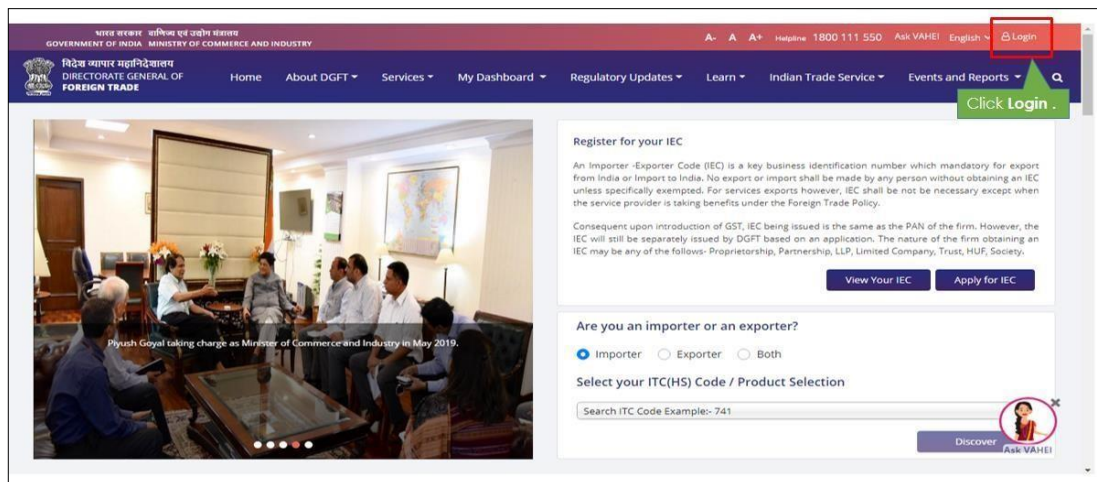 भारत सरकार वाणिज्य एवं उद्योग मंत्रालय
GOVERNMENT OF INDIA MINISTRY OF COMMERCE AND INDUSTRY
A- A A+ Helpline 1800 111 550 Ask VAHEI English Login
विदेश व्यापार महानिदेशालय
DIRECTORATE GENERAL OF
FOREIGN TRADE
Home About DGFT Services My Dashboard Regulatory Updates Learn Indian Trade Service Events and Reports
Click Login .
Register for your IEC
An Importer -Exporter Code (IEC) is a key business identification number which mandatory for export
from India or Import to India. No export or import shall be made by any person without obtaining an IEC
unless specifically exempted. For services exports however, IEC shall be not be necessary except when
the service provider is taking benefits under the Foreign Trade Policy.
Consequent upon introduction of GST, IEC being issued is the same as the PAN of the firm. However, the
IEC will still be separately issued by DGFT based on an application. The nature of the firm obtaining an
IEC may be any of the follows- Proprietorship, Partnership, LLP, Limited Company, Trust, HUF, Society.
View Your IEC Apply for IEC
Piyush Goyal taking charge as Minister of Commerce and Industry in May 2019.
Are you an importer or an exporter?
Importer Exporter Both
Select your ITC(HS) Code / Product Selection
Search ITC Code Example:- 741
Discover
Ask VAHEI